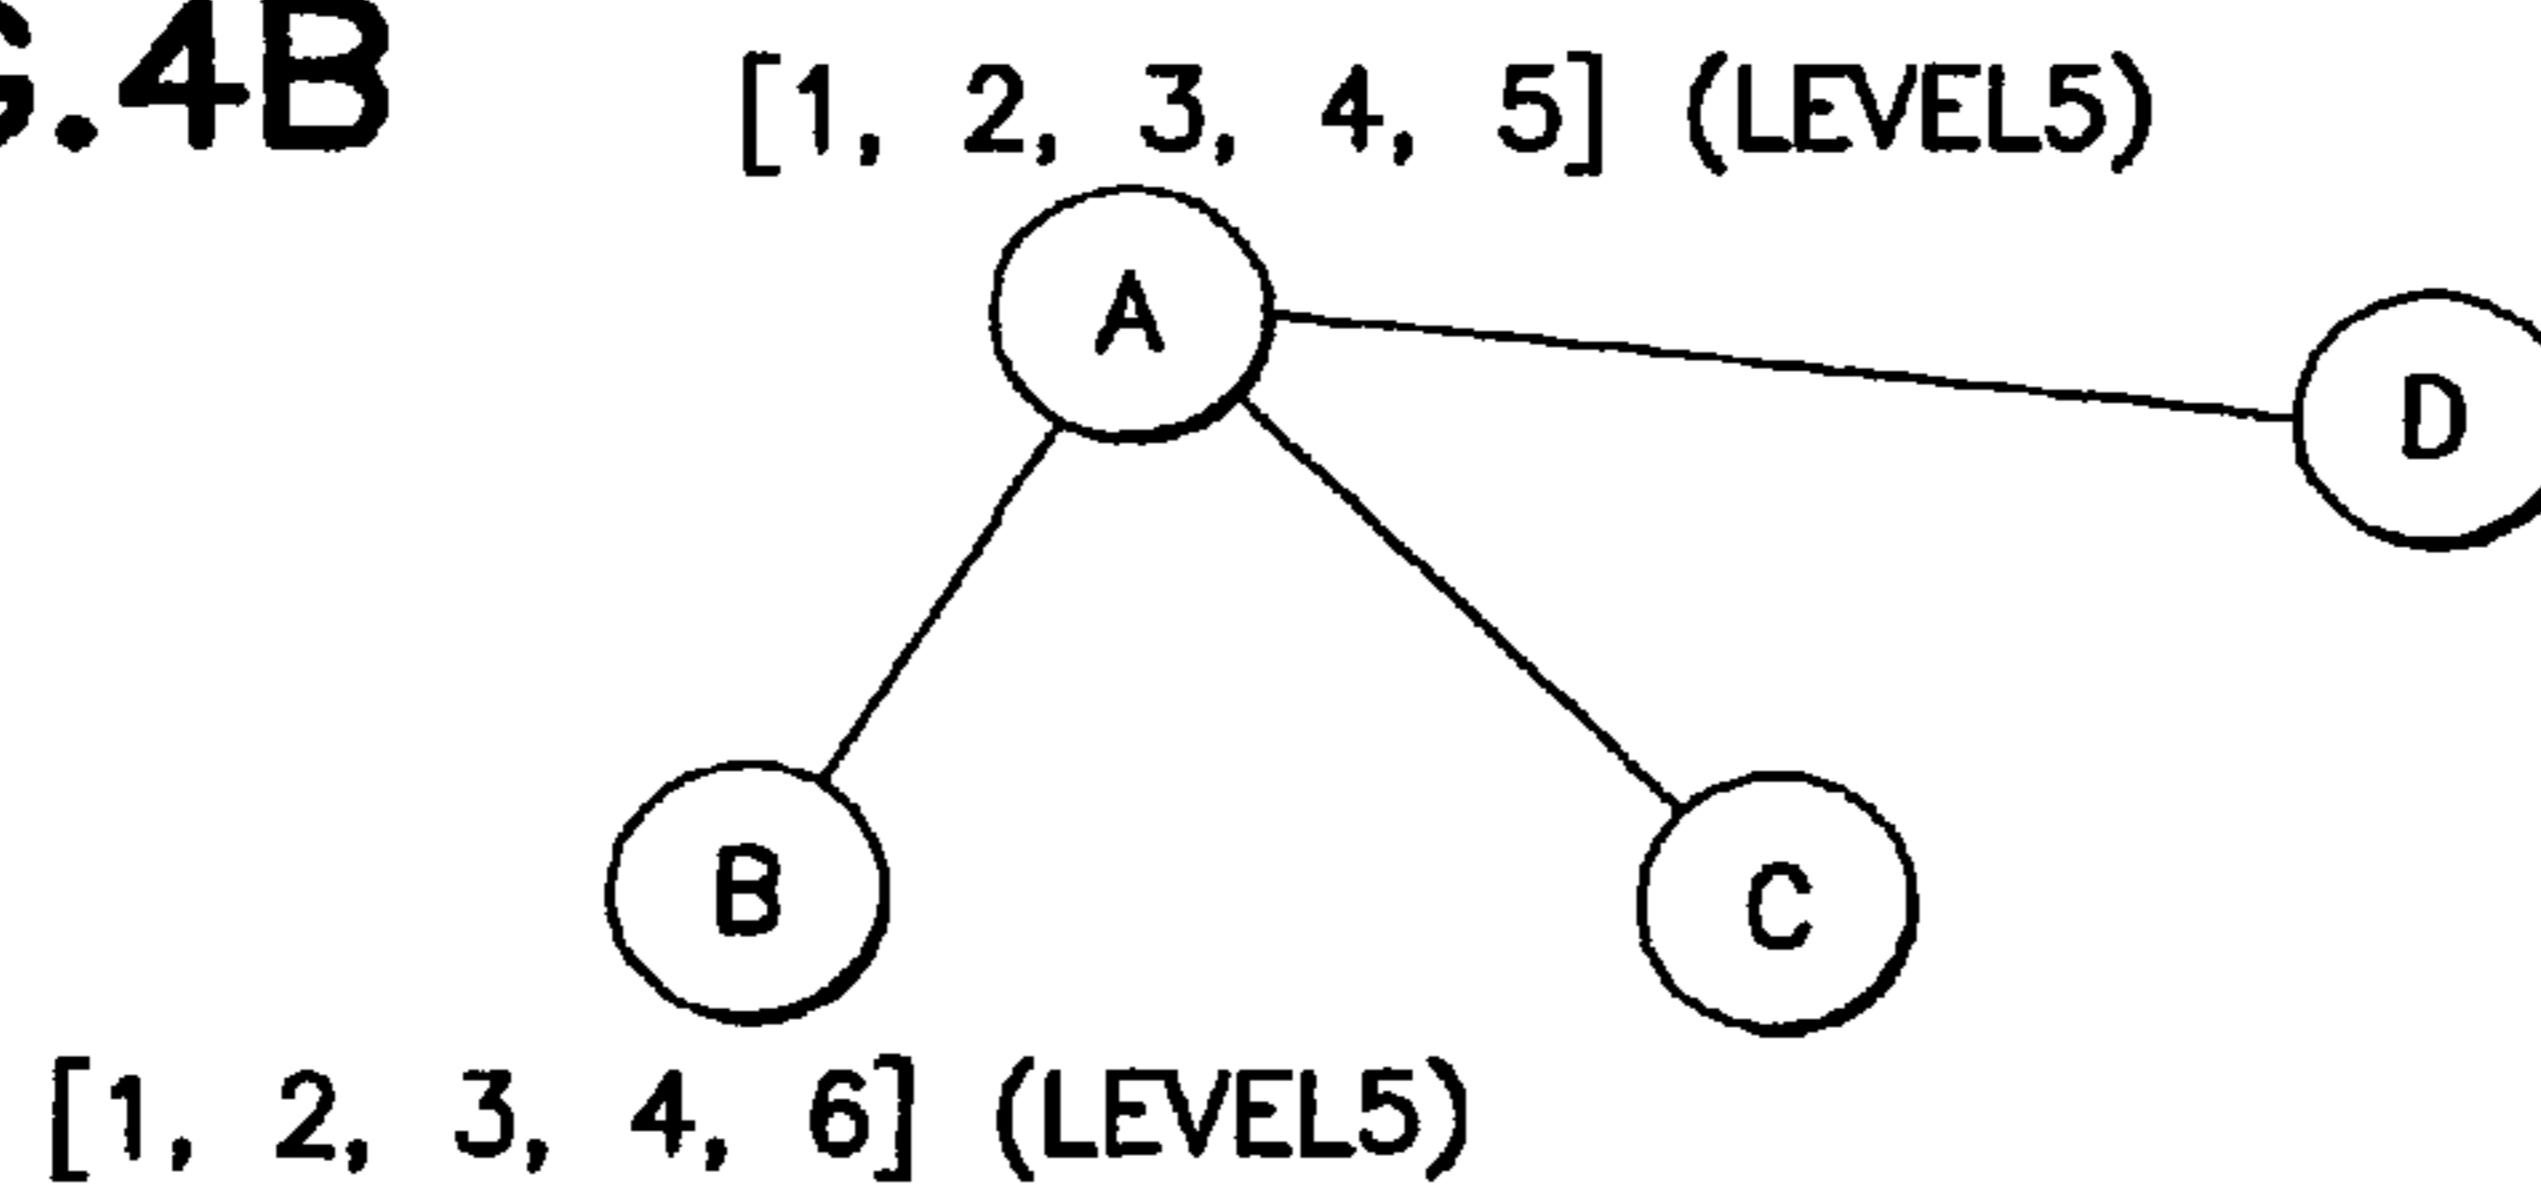 G.4B
[1, 2, 3, 4, 5] (LEVEL5)
A
D
B
C
[1, 2, 3, 4, 6] (LEVEL5)